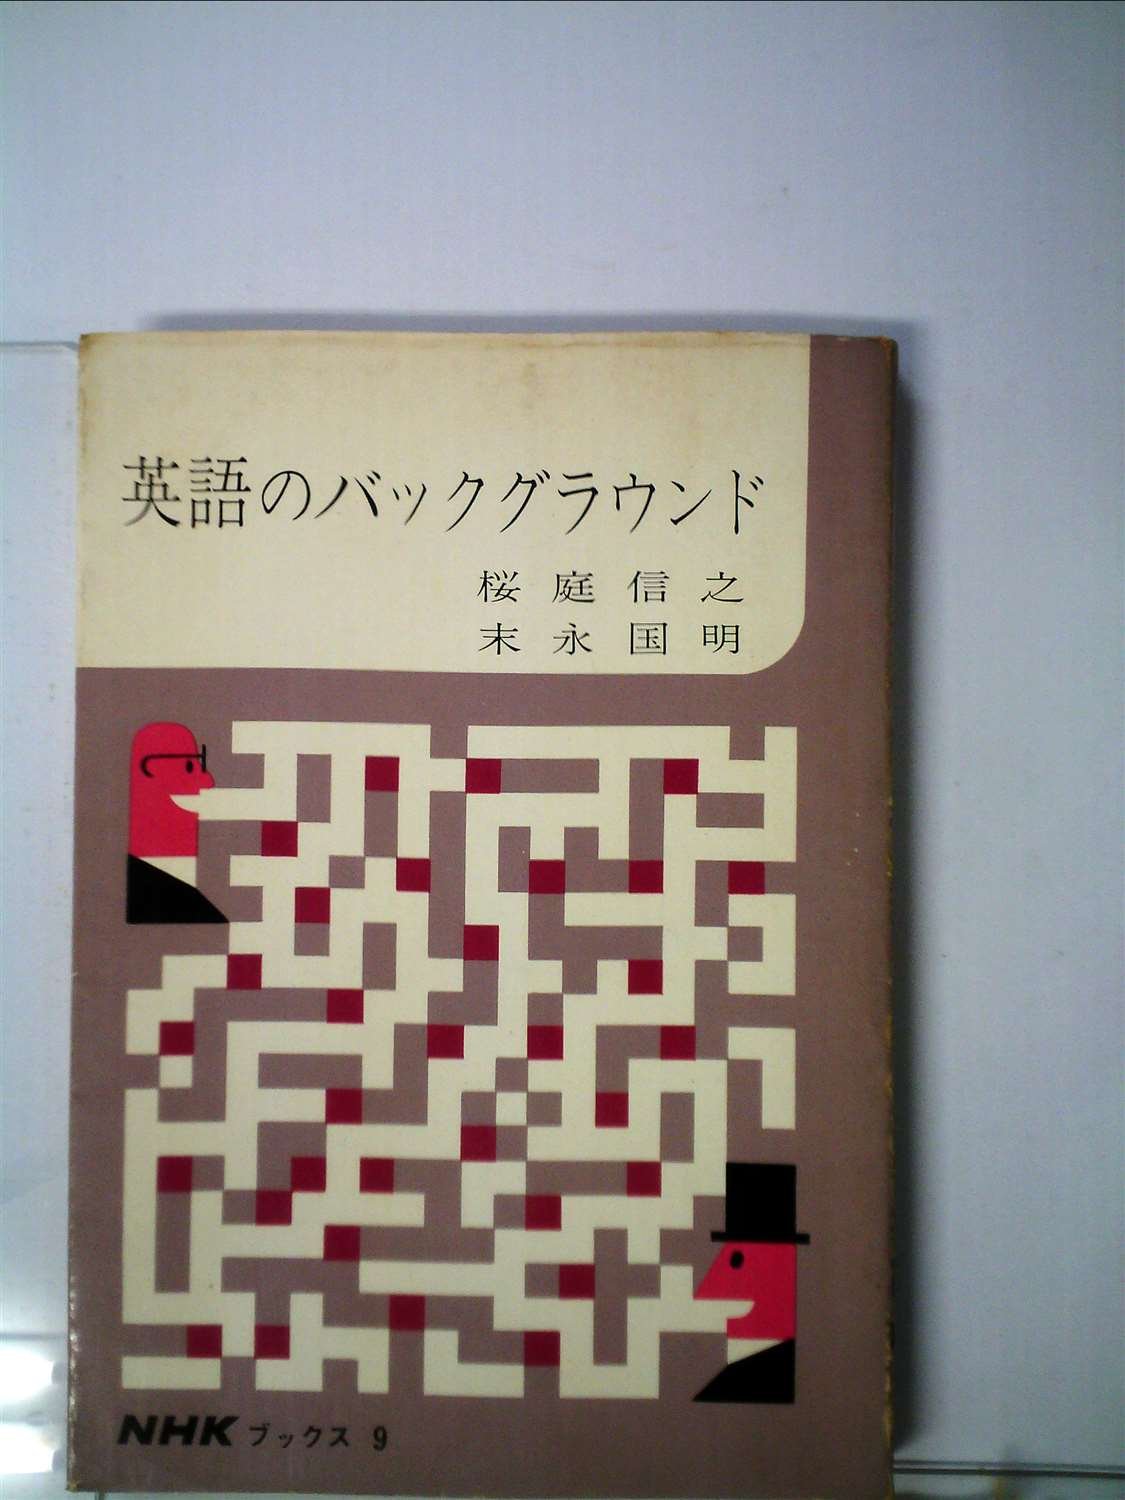 英語のバックグラウンド
桜庭信之
末永国明
NHKブックス 9